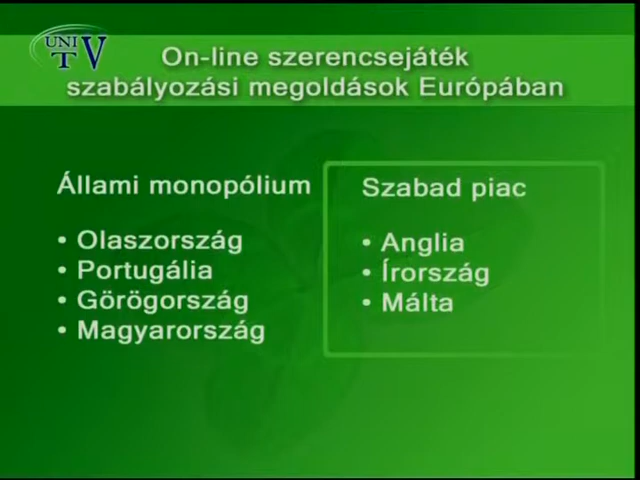 UNI
TV
On-line szerencsejáték
szabályozási megoldások Európában
Állami monopólium
• Olaszország
• Portugália
• Görögország
• Magyarország
Szabad piac
• Anglia
• Írország
• Málta